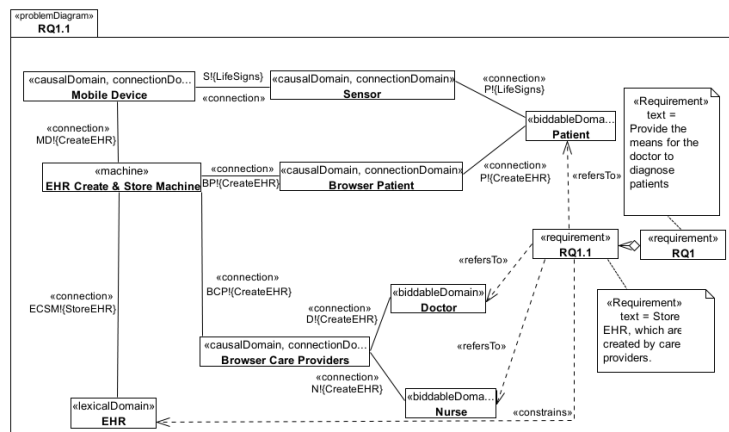 «problemDiagram»
RQ1.1
«causalDomain, connectionDo...
Mobile Device
S!{LifeSigns}
«connection»
«causalDomain, connectionDomain»
Sensor
«connection»
P!{LifeSigns}
«biddableDoma...
Patient
«Requirement»
text =
Provide the
means for the
doctor to
diagnose
patients
«connection»
MD!{CreateEHR}
«machine»
EHR Create & Store Machine
«connection»
BP!{CreateEHR}
«causalDomain, connectionDomain»
Browser Patient
«connection»
P!{CreateEHR}
«refersTo»
«requirement»
RQ1.1
«requirement»
RQ1
«refersTo»
«connection»
ECSM!{StoreEHR}
«connection»
BCP!{CreateEHR}
«connection»
D!{CreateEHR}
«biddableDomain»
Doctor
«Requirement»
text = Store
EHR, which are
created by care
providers.
«causalDomain, connectionDo...
Browser Care Providers
«refersTo»
«connection»
N!{CreateEHR}
«biddableDoma...
Nurse
«lexicalDomain»
EHR
«constrains»